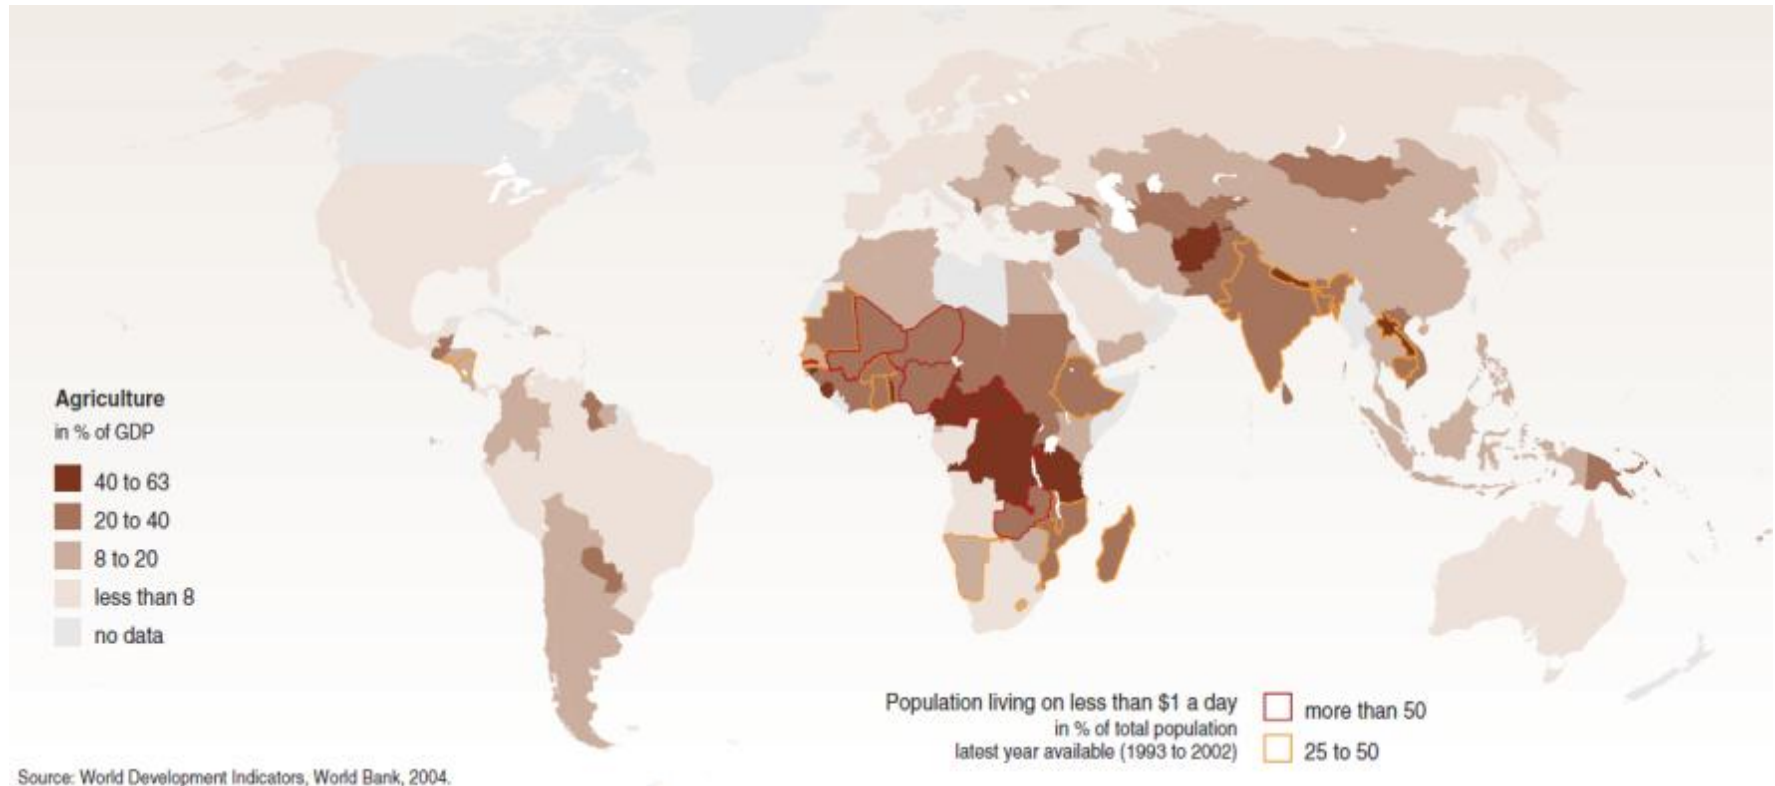 Agriculture
in % of GDP
40 to 63
20 to 40
8 to 20
less than 8
no data
Population living on less than $1 a day
in % of total population
latest year available (1993 to 2002)
more than 50
25 to 50
Source: World Development Indicators, World Bank, 2004.